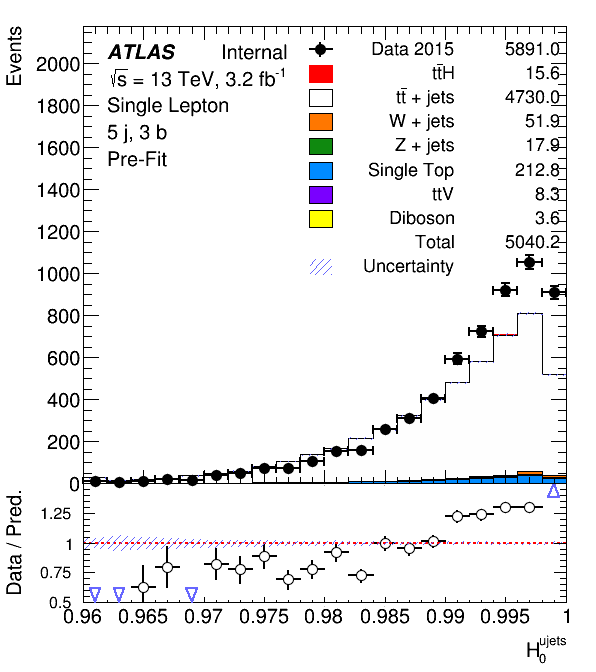 Events
2000
1800
1600
1400
1200
1000
800
600
400
200
0
ATLAS Internal
√s = 13 TeV, 3.2 fb⁻¹
Single Lepton
5 j, 3 b
Pre-Fit
Data 2015 5891.0
tt̄H 15.6
tt̄ + jets 4730.0
W + jets 51.9
Z + jets 17.9
Single Top 212.8
ttV 8.3
Diboson 3.6
Total 5040.2
Uncertainty
Data / Pred.
1.25
1
0.75
0.5
0.96 0.965 0.97 0.975 0.98 0.985 0.99 0.995 1
H₀ᵘʲᵉᵗˢ